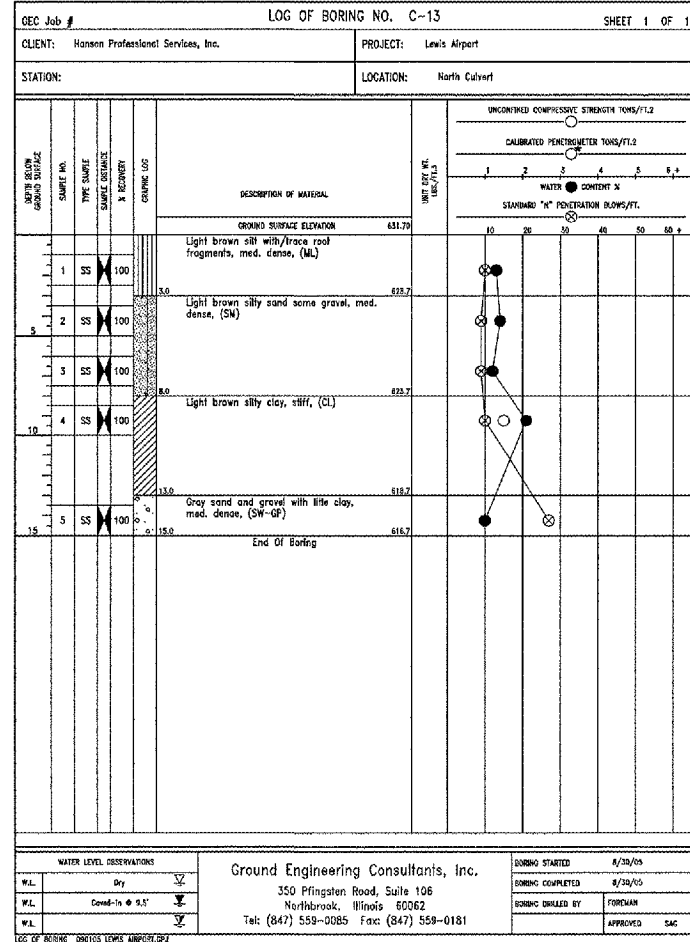 GEC Job #
LOG OF BORING NO. C-13
SHEET 1 OF 1
CLIENT: Hanson Professional Services, Inc.
PROJECT: Lewis Airport
STATION:
LOCATION: North Culvert
DEPTH BELOW GROUND SURFACE
SAMPLE NO.
TYPE SAMPLE
SAMPLE DISTANCE
% RECOVERY
GRAPHIC LOG
DESCRIPTION OF MATERIAL
GROUND SURFACE ELEVATION 631.70
UNIT DRY WT. LBS./FT.3
UNCONFINED COMPRESSIVE STRENGTH TONS/FT.2
CALIBRATED PENETROMETER TONS/FT.2
*
1 2 3 4 5 6 +
WATER CONTENT %
STANDARD "N" PENETRATION BLOWS/FT.
10 20 30 40 50 60 +
Light brown silt with/trace root
fragments, med. dense, (ML)
1 SS 100
3.0 628.7
Light brown silty sand some gravel, med.
dense, (SM)
2 SS 100
5
3 SS 100
8.0 623.7
Light brown silty clay, stiff, (CL)
4 SS 100
10
13.0 618.7
Gray sand and gravel with litle clay,
med. dense, (SW-GP)
5 SS 100
15 15.0 616.7
End Of Boring
WATER LEVEL OBSERVATIONS
W.L. Dry
W.L. Caved-In @ 9.5'
W.L.
Ground Engineering Consultants, Inc.
350 Pfingsten Road, Suite 106
Northbrook, Illinois 60062
Tel: (847) 559-0085 Fax: (847) 559-0181
BORING STARTED 8/30/05
BORING COMPLETED 8/30/05
BORING DRILLED BY FOREMAN
APPROVED SAC
LOG OF BORING 090105 LEWIS AIRPORT.GPJ